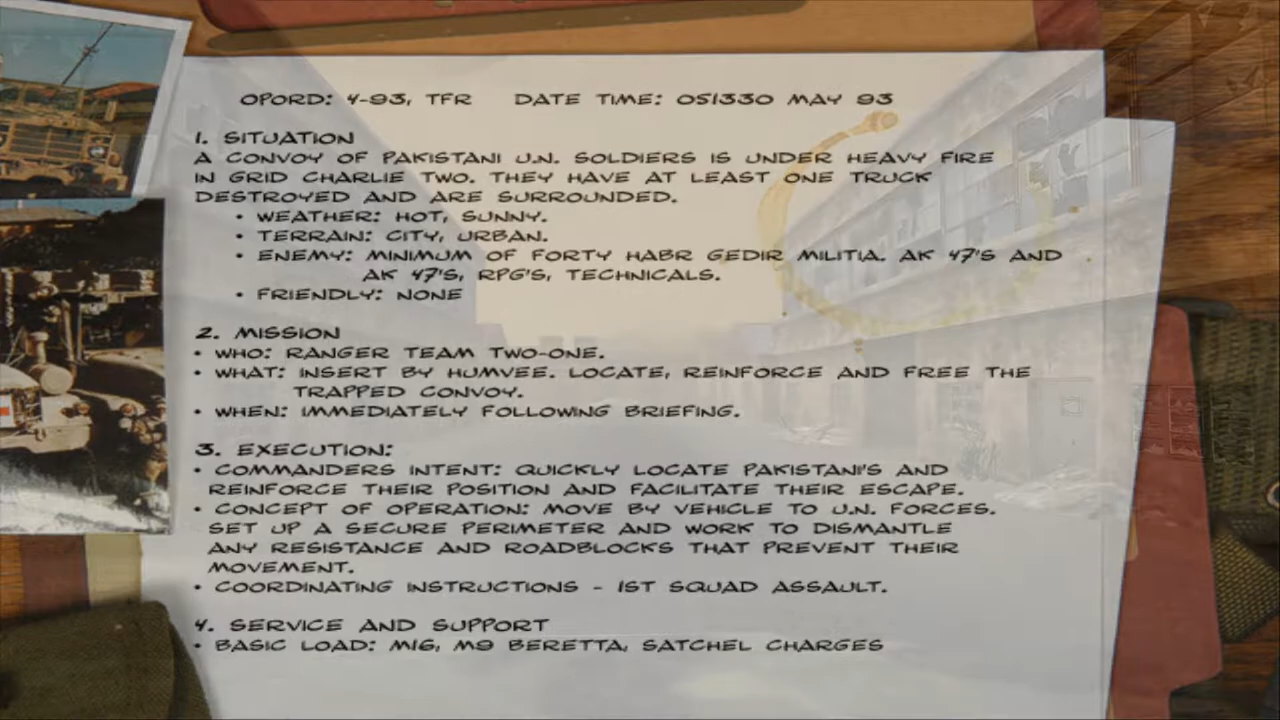 OPORD: 4-93, TFR DATE TIME: 051330 MAY 93
1. SITUATION
A CONVOY OF PAKISTANI U.N. SOLDIERS IS UNDER HEAVY FIRE
IN GRID CHARLIE TWO. THEY HAVE AT LEAST ONE TRUCK
DESTROYED AND ARE SURROUNDED.
• WEATHER: HOT, SUNNY.
• TERRAIN: CITY, URBAN.
• ENEMY: MINIMUM OF FORTY HABR GEDIR MILITIA. AK 47'S AND
AK 47'S, RPG'S, TECHNICALS.
• FRIENDLY: NONE
2. MISSION
• WHO: RANGER TEAM TWO-ONE.
• WHAT: INSERT BY HUMVEE. LOCATE, REINFORCE AND FREE THE
TRAPPED CONVOY.
• WHEN: IMMEDIATELY FOLLOWING BRIEFING.
3. EXECUTION:
• COMMANDERS INTENT: QUICKLY LOCATE PAKISTANI'S AND
REINFORCE THEIR POSITION AND FACILITATE THEIR ESCAPE.
• CONCEPT OF OPERATION: MOVE BY VEHICLE TO U.N. FORCES.
SET UP A SECURE PERIMETER AND WORK TO DISMANTLE
ANY RESISTANCE AND ROADBLOCKS THAT PREVENT THEIR
MOVEMENT.
• COORDINATING INSTRUCTIONS - 1ST SQUAD ASSAULT.
4. SERVICE AND SUPPORT
• BASIC LOAD: M16, M9 BERETTA, SATCHEL CHARGES